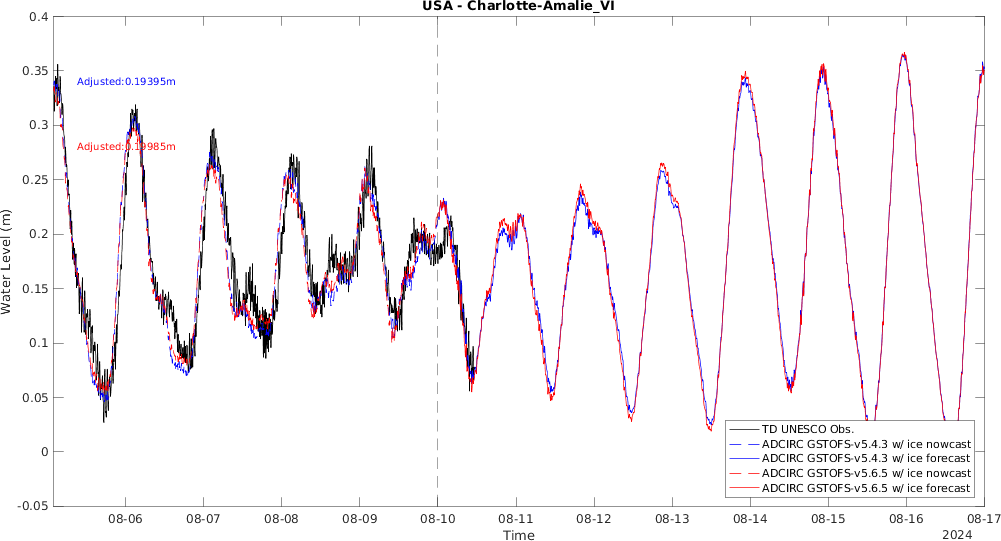 USA - Charlotte-Amalie_VI
0.4
0.35
0.3
0.25
0.2
0.15
0.1
0.05
0
-0.05
Water Level (m)
Adjusted:0.19395m
Adjusted:0.19985m
TD UNESCO Obs.
ADCIRC GSTOFS-v5.4.3 w/ ice nowcast
ADCIRC GSTOFS-v5.4.3 w/ ice forecast
ADCIRC GSTOFS-v5.6.5 w/ ice nowcast
ADCIRC GSTOFS-v5.6.5 w/ ice forecast
08-06 08-07 08-08 08-09 08-10 08-11 08-12 08-13 08-14 08-15 08-16 08-17
Time
2024